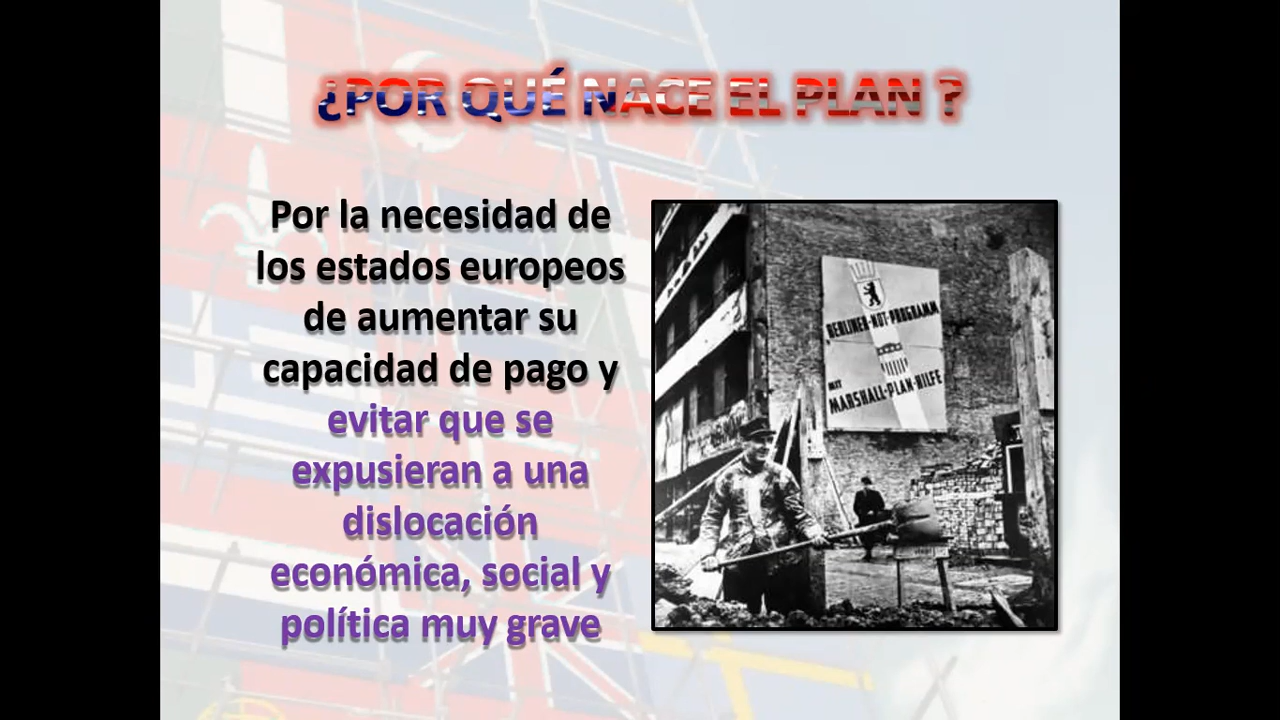 ¿POR QUÉ NACE EL PLAN ?
Por la necesidad de
los estados europeos
de aumentar su
capacidad de pago y
evitar que se
expusieran a una
dislocación
económica, social y
política muy grave
BERLINER-NOT-PROGRAMM
MIT
MARSHALL-PLAN-HILFE